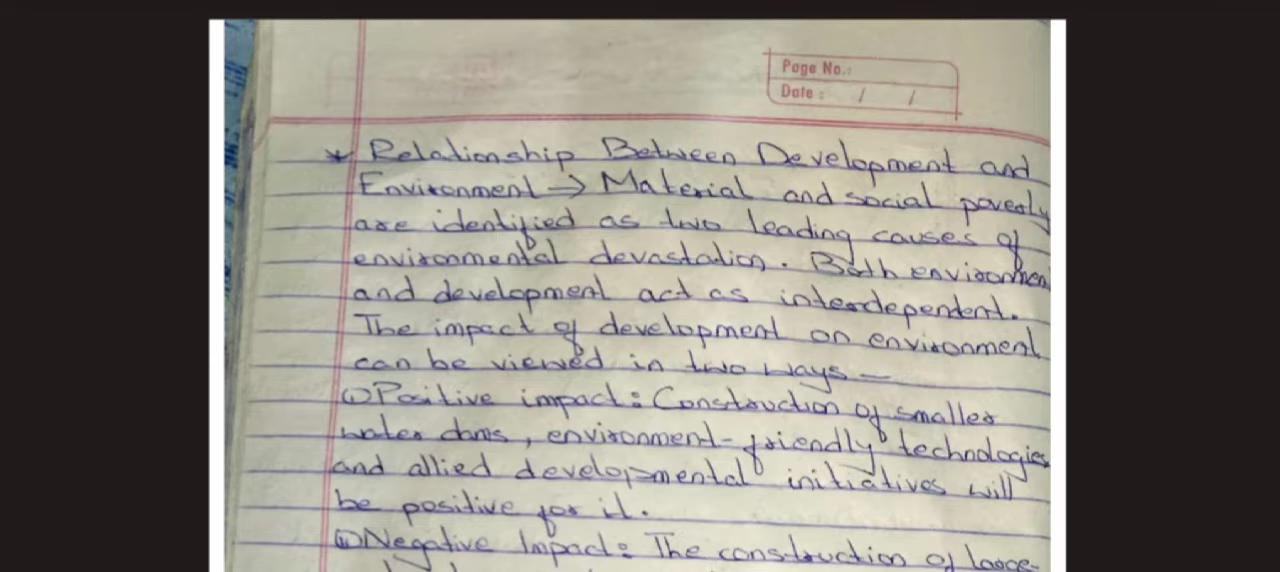 Page No.:
Date : / /
* Relationship Between Development and
Environment → Material and social poverty
are identified as two leading causes of
environmental devastation. Both environmen
and development act as interdependent.
The impact of development on environment
can be viewed in two ways —
(i) Positive impact: Construction of smaller
water dams, environment-friendly technologies
and allied developmental initiatives will
be positive for it.
(ii) Negative Impact: The construction of large-